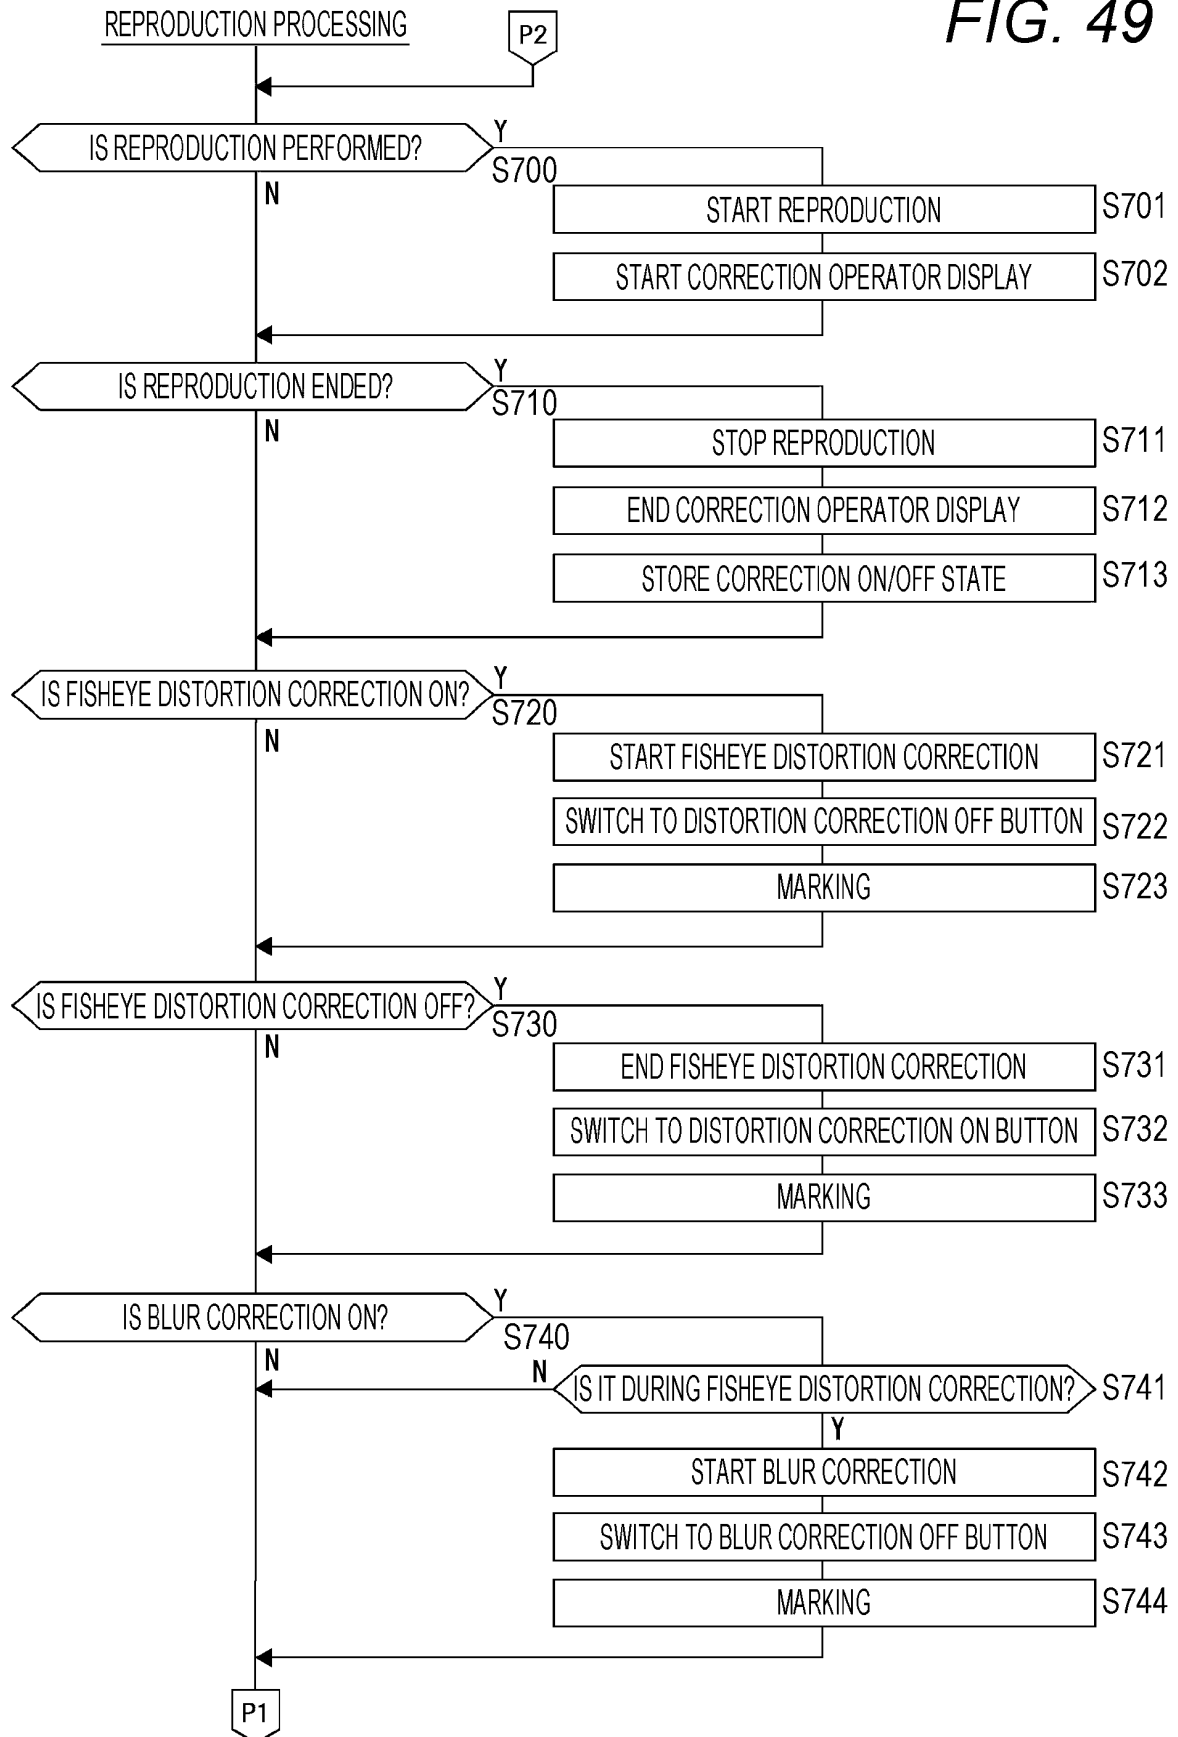 FIG. 49
REPRODUCTION PROCESSING
P2
IS REPRODUCTION PERFORMED?
Y
S700
N
START REPRODUCTION
S701
START CORRECTION OPERATOR DISPLAY
S702
IS REPRODUCTION ENDED?
Y
S710
N
STOP REPRODUCTION
S711
END CORRECTION OPERATOR DISPLAY
S712
STORE CORRECTION ON/OFF STATE
S713
IS FISHEYE DISTORTION CORRECTION ON?
Y
S720
N
START FISHEYE DISTORTION CORRECTION
S721
SWITCH TO DISTORTION CORRECTION OFF BUTTON
S722
MARKING
S723
IS FISHEYE DISTORTION CORRECTION OFF?
Y
S730
N
END FISHEYE DISTORTION CORRECTION
S731
SWITCH TO DISTORTION CORRECTION ON BUTTON
S732
MARKING
S733
IS BLUR CORRECTION ON?
Y
S740
N
N
IS IT DURING FISHEYE DISTORTION CORRECTION?
S741
Y
START BLUR CORRECTION
S742
SWITCH TO BLUR CORRECTION OFF BUTTON
S743
MARKING
S744
P1